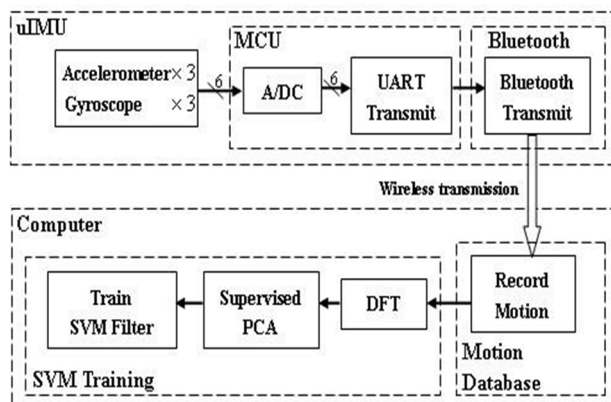 uIMU
MCU
Bluetooth
Accelerometer×3
Gyroscope ×3
6
A/DC
6
UART
Transmit
Bluetooth
Transmit
Wireless transmission
Computer
Train
SVM Filter
Supervised
PCA
DFT
Record
Motion
SVM Training
Motion
Database